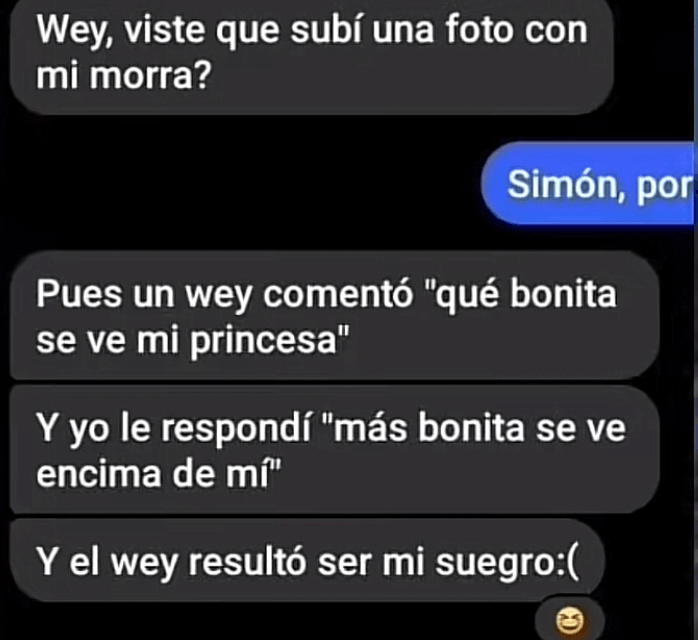 Wey, viste que subí una foto con
mi morra?
Simón, por
Pues un wey comentó "qué bonita
se ve mi princesa"
Y yo le respondí "más bonita se ve
encima de mí"
Y el wey resultó ser mi suegro:(